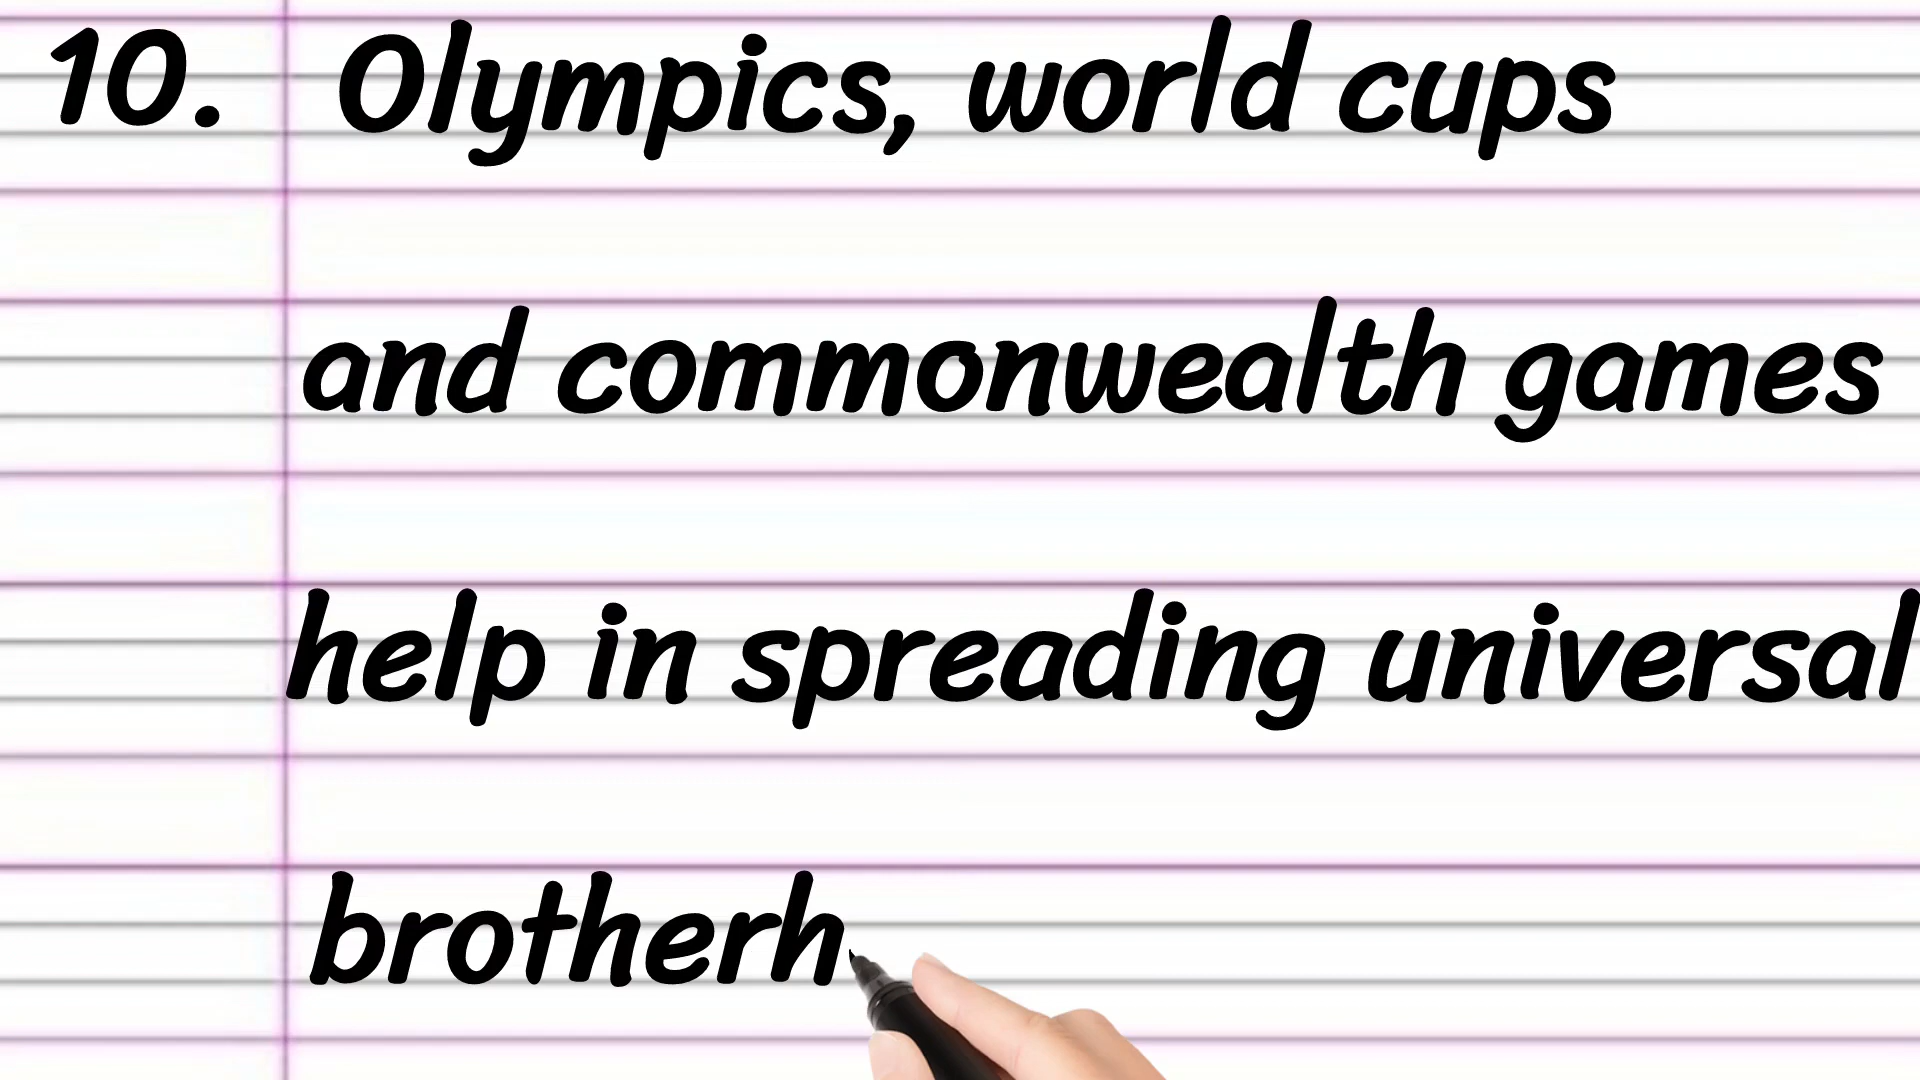 10. Olympics, world cups
and commonwealth games
help in spreading universal
brotherh